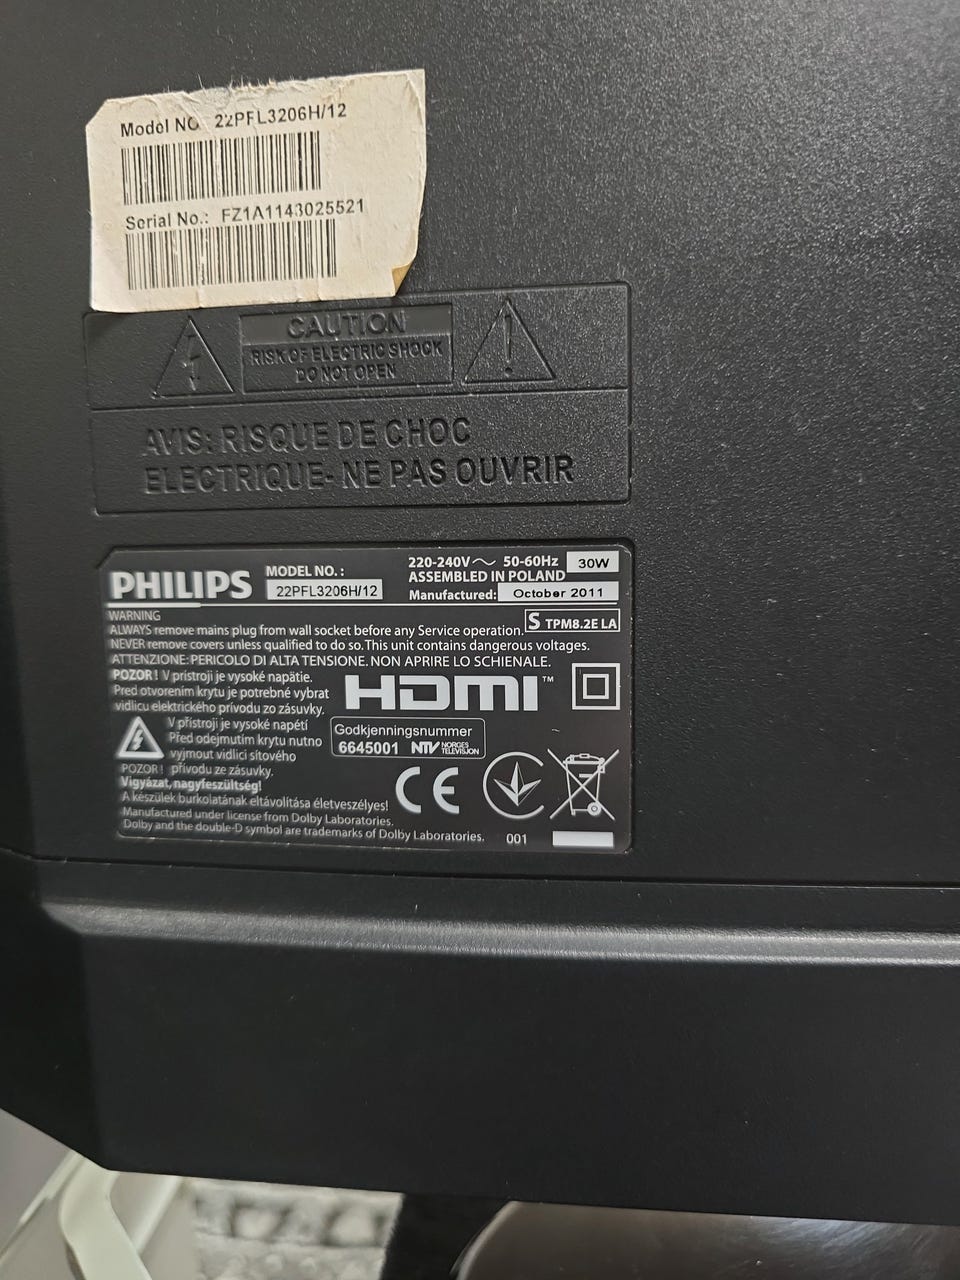 Model NO 22PFL3206H/12
Serial No.: FZ1A1143025521
CAUTION
RISK OF ELECTRIC SHOCK
DO NOT OPEN
AVIS: RISQUE DE CHOC
ELECTRIQUE- NE PAS OUVRIR
PHILIPS
MODEL NO. :
22PFL3206H/12
220-240V～ 50-60Hz 30W
ASSEMBLED IN POLAND
Manufactured: October 2011
WARNING
ALWAYS remove mains plug from wall socket before any Service operation.
S TPM8.2E LA
NEVER remove covers unless qualified to do so. This unit contains dangerous voltages.
ATTENZIONE: PERICOLO DI ALTA TENSIONE. NON APRIRE LO SCHIENALE.
POZOR! V pristroji je vysoké napätie.
Pred otvorením krytu je potrebné vybrat
vidlicu elektrického prívodu zo zásuvky.
HDMI™
V přístroji je vysoké napětí
Před odejmutím krytu nutno
vyjmout vidlici síťového
POZOR! přívodu ze zásuvky.
Godkjenningsnummer
6645001 NTV NORGES
TELEVISJON
Vigyázat, nagyfeszültség!
A készülek burkolatának eltávolítása életveszélyes!
CE
Manufactured under license from Dolby Laboratories.
Dolby and the double-D symbol are trademarks of Dolby Laboratories.
001